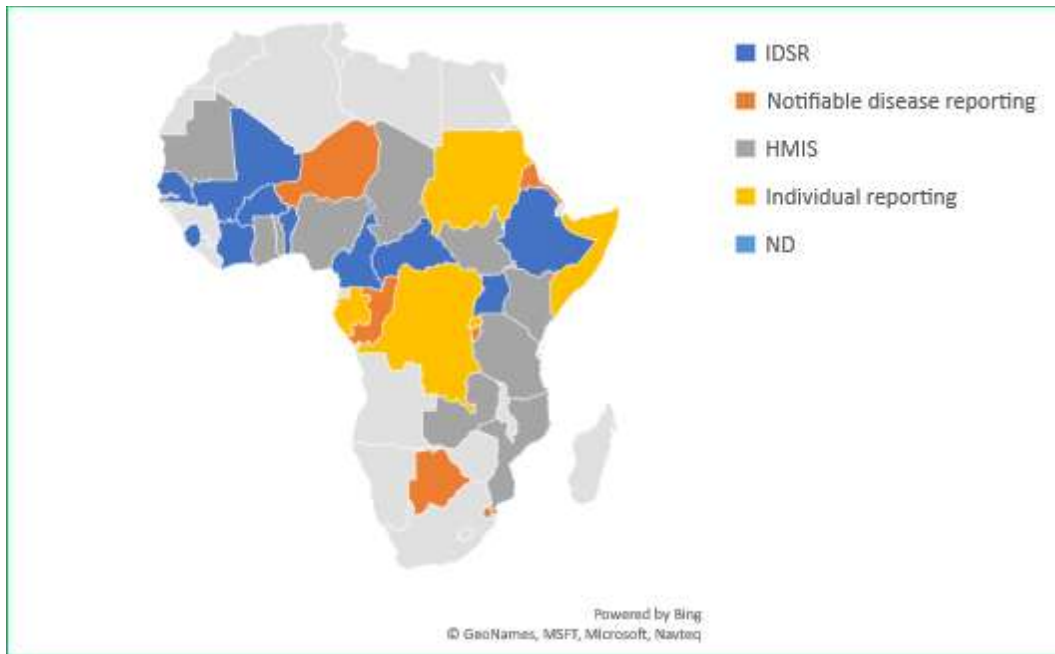 IDSR
Notifiable disease reporting
HMIS
Individual reporting
ND
Powered by Bing
© GeoNames, MSFT, Microsoft, Navteq